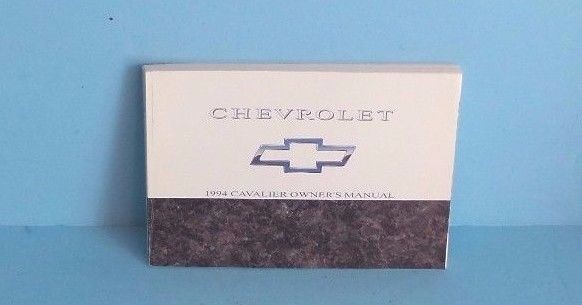 CHEVROLET
1994 CAVALIER OWNER'S MANUAL